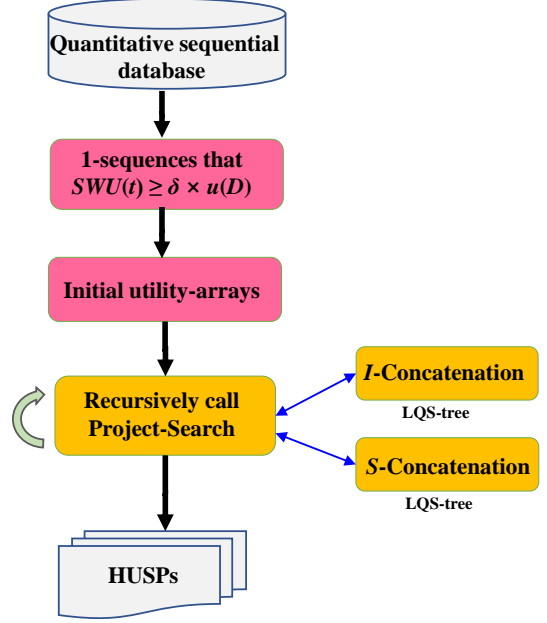 Quantitative sequential
database
1-sequences that
SWU(t) ≥ δ × u(D)
Initial utility-arrays
Recursively call
Project-Search
I-Concatenation
LQS-tree
S-Concatenation
LQS-tree
HUSPs